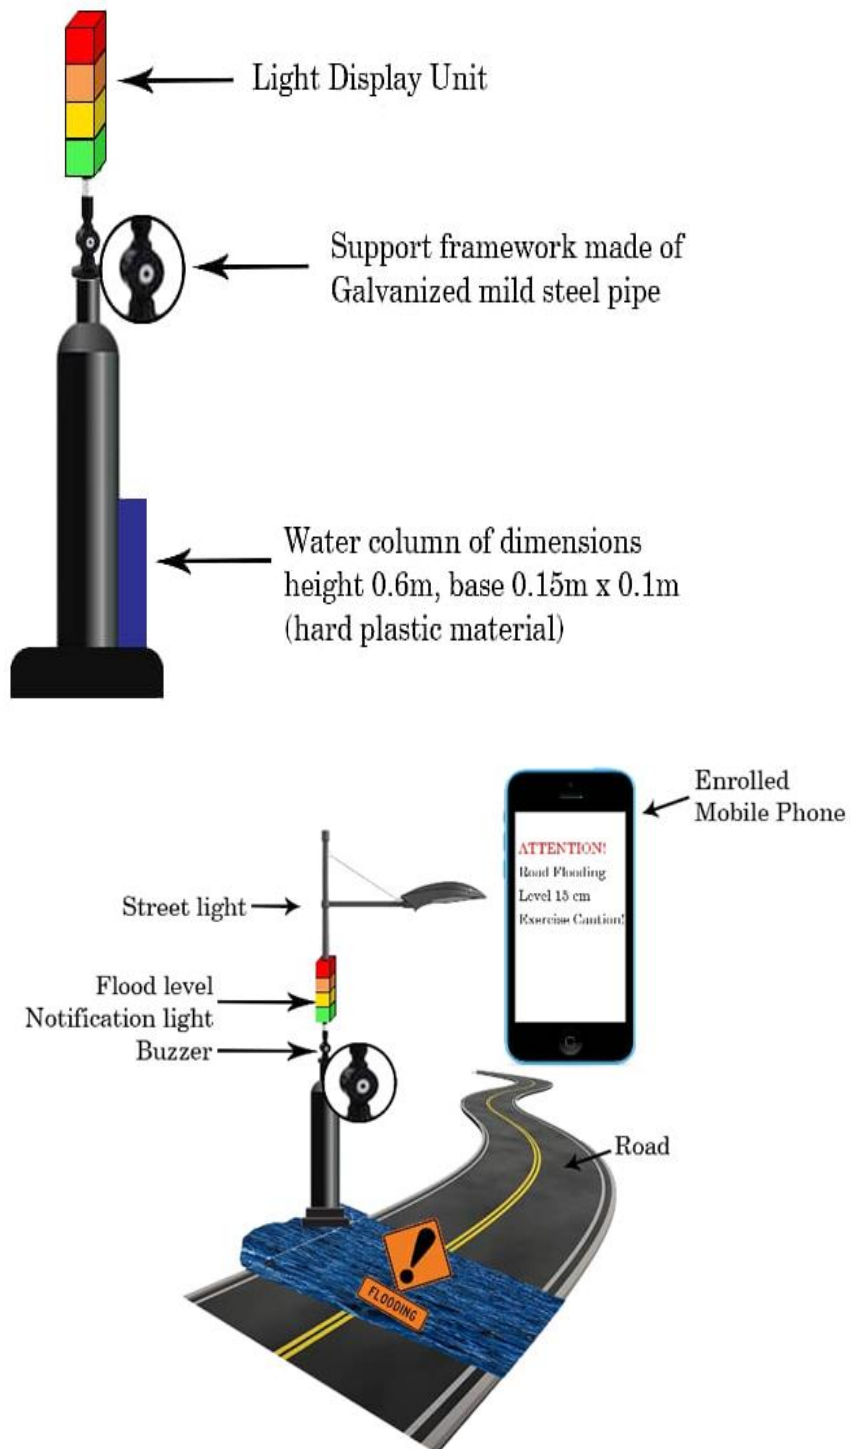 Light Display Unit
Support framework made of
Galvanized mild steel pipe
Water column of dimensions
height 0.6m, base 0.15m x 0.1m
(hard plastic material)
Enrolled
Mobile Phone
ATTENTION!
Road Flooding
Level 15 cm
Exercise Caution!
Street light
Flood level
Notification light
Buzzer
Road
!
FLOODING